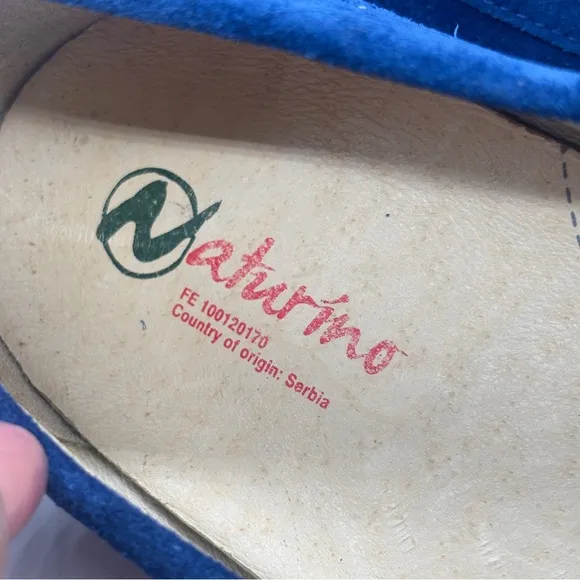 Naturino
FE 100120170
Country of origin: Serbia